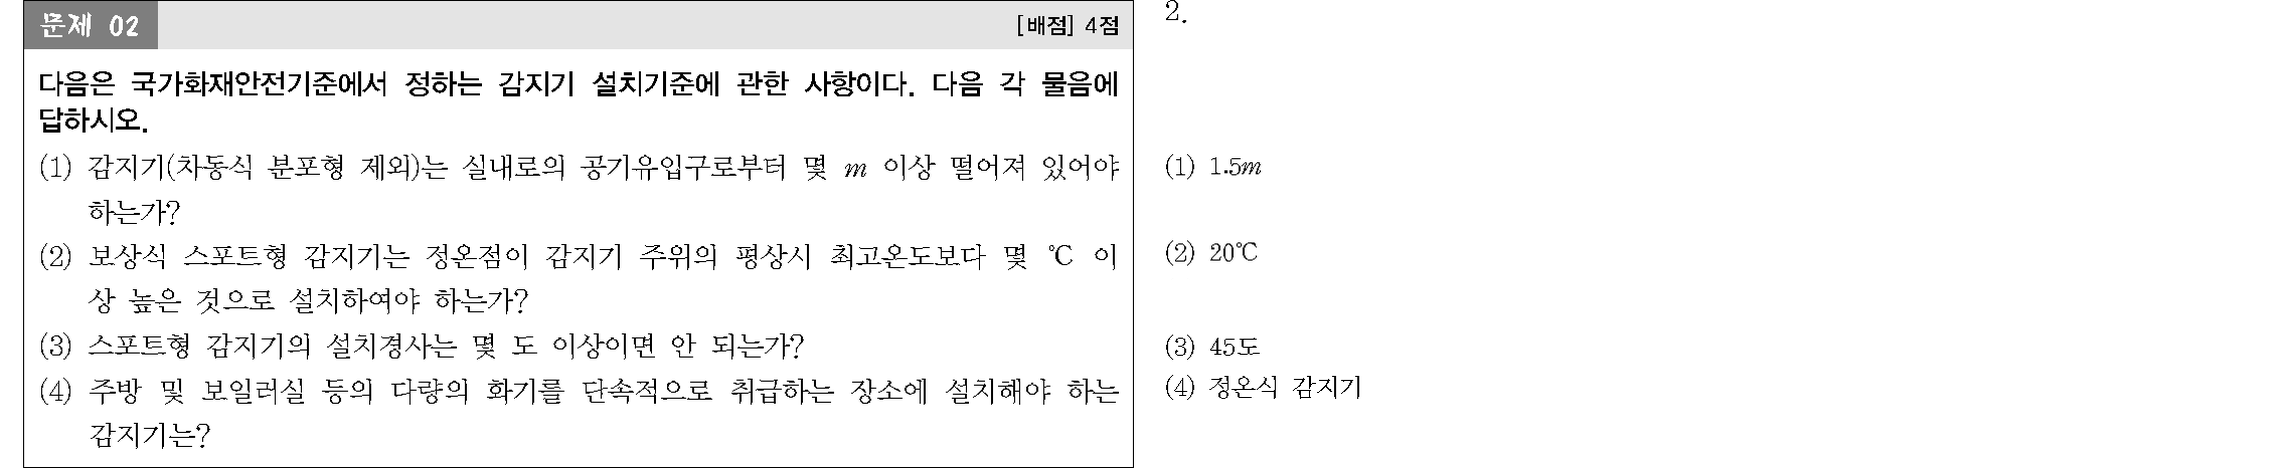 문제 02
[배점] 4점
다음은 국가화재안전기준에서 정하는 감지기 설치기준에 관한 사항이다. 다음 각 물음에
답하시오.
(1) 감지기(차동식 분포형 제외)는 실내로의 공기유입구로부터 몇 m 이상 떨어져 있어야
하는가?
(2) 보상식 스포트형 감지기는 정온점이 감지기 주위의 평상시 최고온도보다 몇 ℃ 이
상 높은 것으로 설치하여야 하는가?
(3) 스포트형 감지기의 설치경사는 몇 도 이상이면 안 되는가?
(4) 주방 및 보일러실 등의 다량의 화기를 단속적으로 취급하는 장소에 설치해야 하는
감지기는?
2.
(1) 1.5m
(2) 20℃
(3) 45도
(4) 정온식 감지기